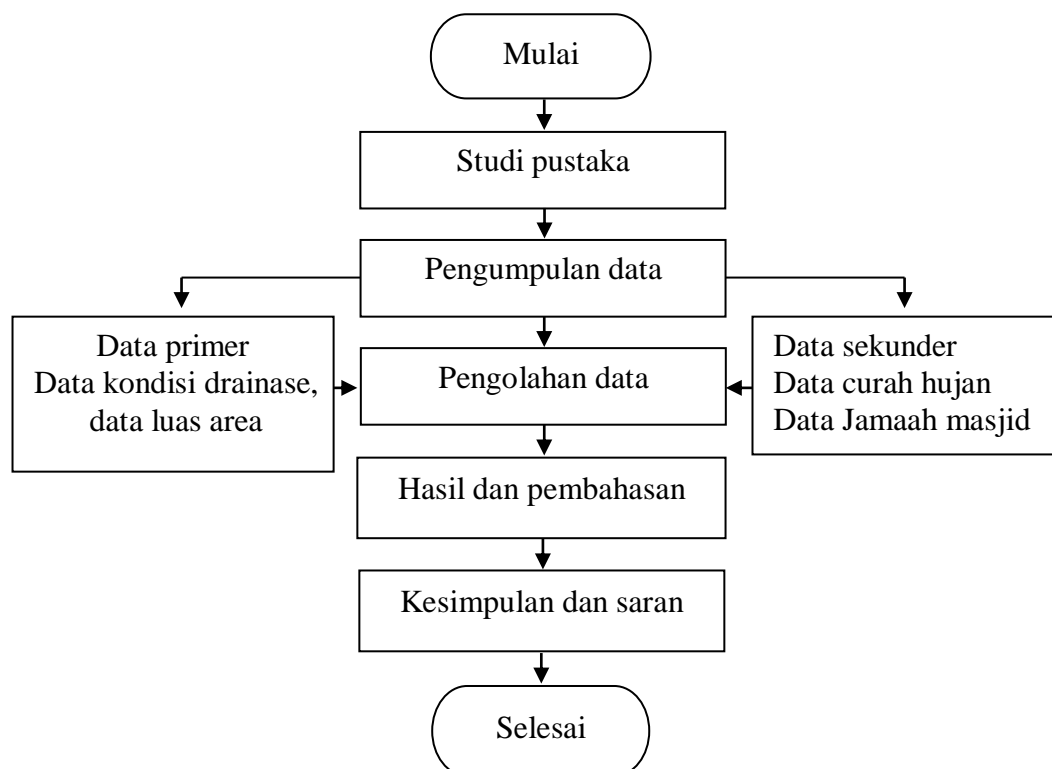 Mulai
Studi pustaka
Pengumpulan data
Data primer
Data kondisi drainase,
data luas area
Pengolahan data
Data sekunder
Data curah hujan
Data Jamaah masjid
Hasil dan pembahasan
Kesimpulan dan saran
Selesai